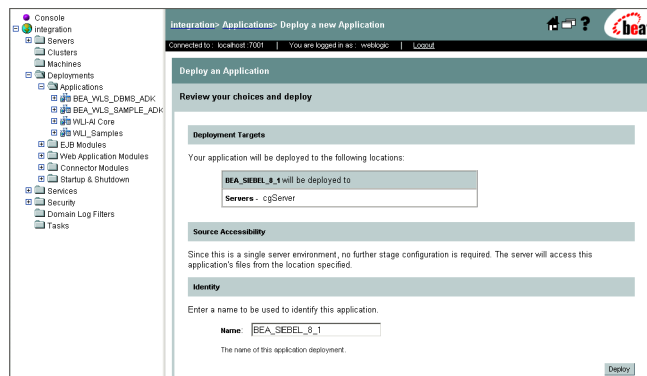 Console
integration
Servers
Clusters
Machines
Deployments
Applications
BEA_WLS_DBMS_ADK
BEA_WLS_SAMPLE_ADK
WLI-AI Core
WLI_Samples
EJB Modules
Web Application Modules
Connector Modules
Startup & Shutdown
Services
Security
Domain Log Filters
Tasks
integration> Applications> Deploy a new Application
?
bea
Connected to : localhost :7001 | You are logged in as : weblogic | Logout
Deploy an Application
Review your choices and deploy
Deployment Targets
Your application will be deployed to the following locations:
BEA_SIEBEL_8_1 will be deployed to
Servers - cgServer
Source Accessibility
Since this is a single server environment, no further stage configuration is required. The server will access this
application's files from the location specified.
Identity
Enter a name to be used to identify this application.
Name: BEA_SIEBEL_8_1
The name of this application deployment.
Deploy